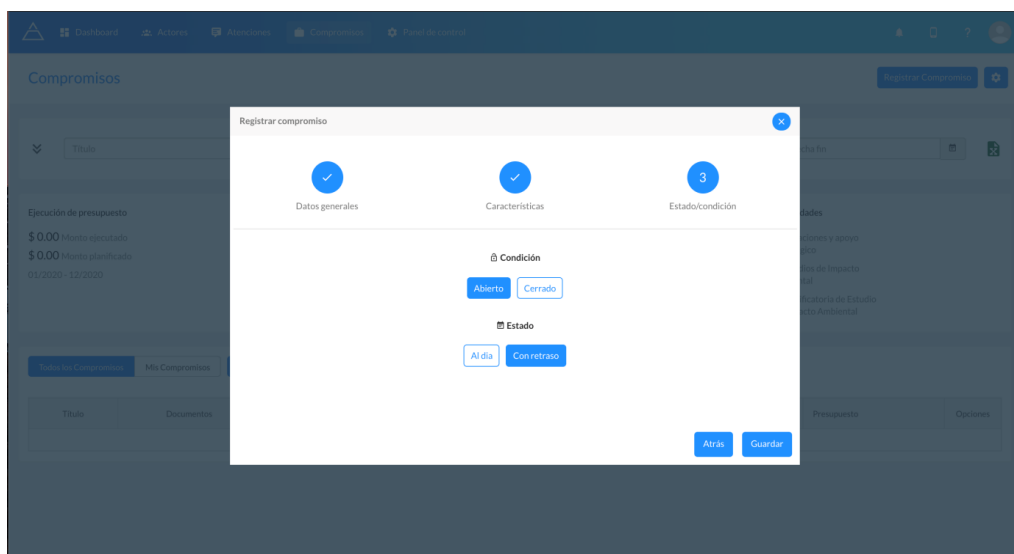 Dashboard Actores Atenciones Compromisos Panel de control ?
Compromisos Registrar Compromiso
Registrar compromiso
Título
Datos generales Características 3 Estado/condición
Ejecución de presupuesto
$ 0.00 Monto ejecutado
$ 0.00 Monto planificado
01/2020 - 12/2020
Condición
Abierto Cerrado
Estado
Al día Con retraso
Todos los Compromisos Mis Compromisos
Título Documentos Presupuesto Opciones
Atrás Guardar